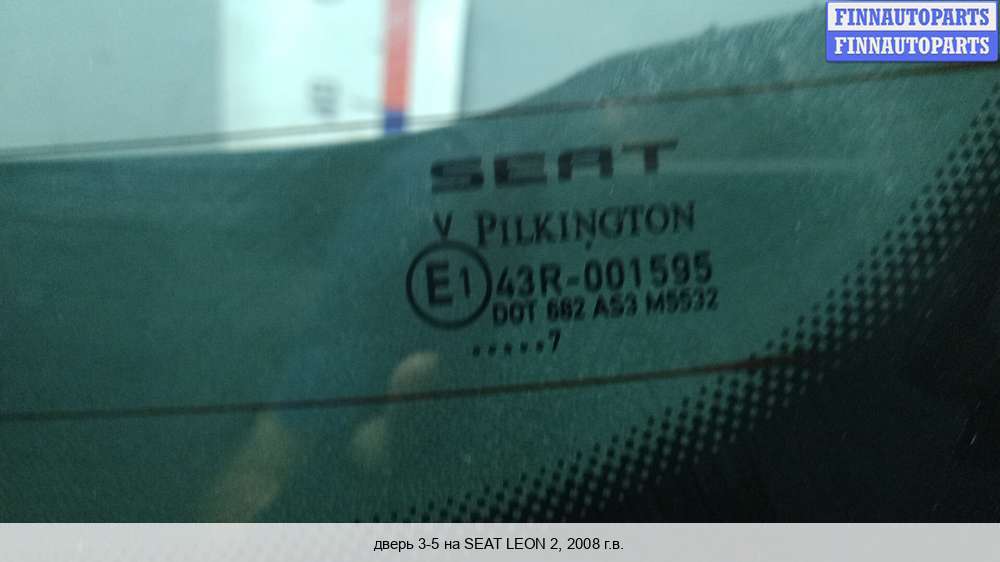 FINNAUTOPARTS
FINNAUTOPARTS
SEAT
V PILKINGTON
E1 43R-001595
DOT 682 AS3 M5532
......7
дверь 3-5 на SEAT LEON 2, 2008 г.в.